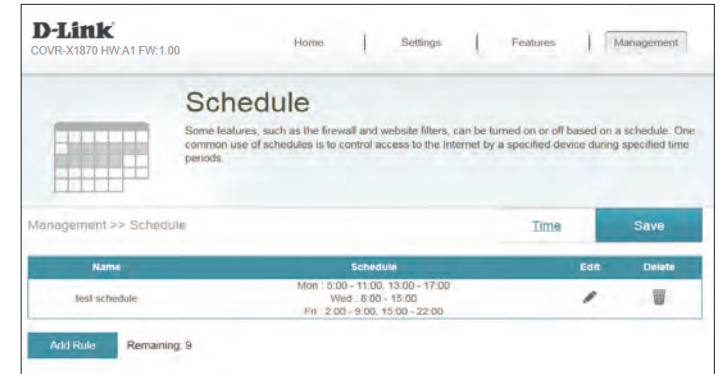 D-Link
COVR-X1870 HW:A1 FW:1.00
Home | Settings | Features | Management
Schedule
Some features, such as the firewall and website filters, can be turned on or off based on a schedule. One
common use of schedules is to control access to the Internet by a specified device during specified time
periods.
Management >> Schedule
Time
Save
Name Schedule Edit Delete
test schedule
Mon : 5:00 - 11:00, 13:00 - 17:00
Wed : 8:00 - 15:00
Fri : 2:00 - 9:00, 15:00 - 22:00
Add Rule
Remaining: 9